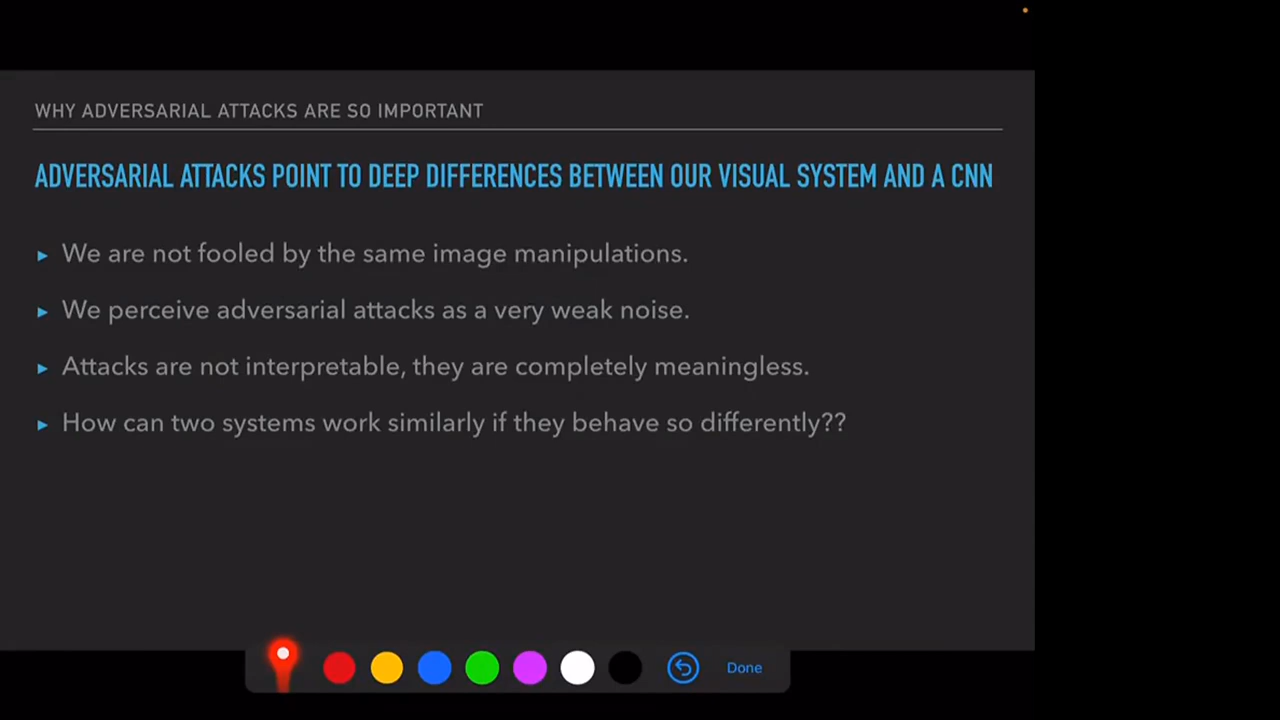 WHY ADVERSARIAL ATTACKS ARE SO IMPORTANT
ADVERSARIAL ATTACKS POINT TO DEEP DIFFERENCES BETWEEN OUR VISUAL SYSTEM AND A CNN
We are not fooled by the same image manipulations.
We perceive adversarial attacks as a very weak noise.
Attacks are not interpretable, they are completely meaningless.
How can two systems work similarly if they behave so differently??
Done